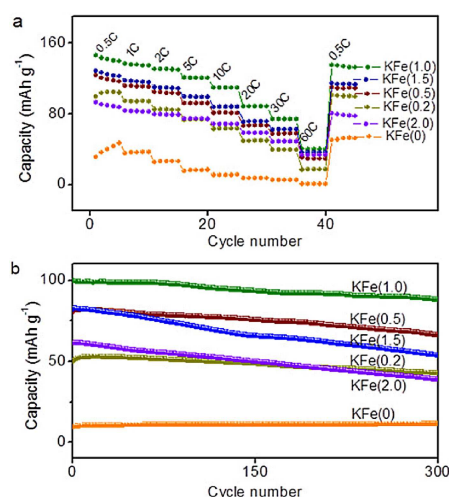 a
160
80
0
Capacity (mAh g⁻¹)
0.5C
1C
2C
5C
10C
20C
30C
60C
0.5C
KFe(1.0)
KFe(1.5)
KFe(0.5)
KFe(0.2)
KFe(2.0)
KFe(0)
0
20
40
Cycle number
b
100
50
0
Capacity (mAh g⁻¹)
KFe(1.0)
KFe(0.5)
KFe(1.5)
KFe(0.2)
KFe(2.0)
KFe(0)
0
150
300
Cycle number